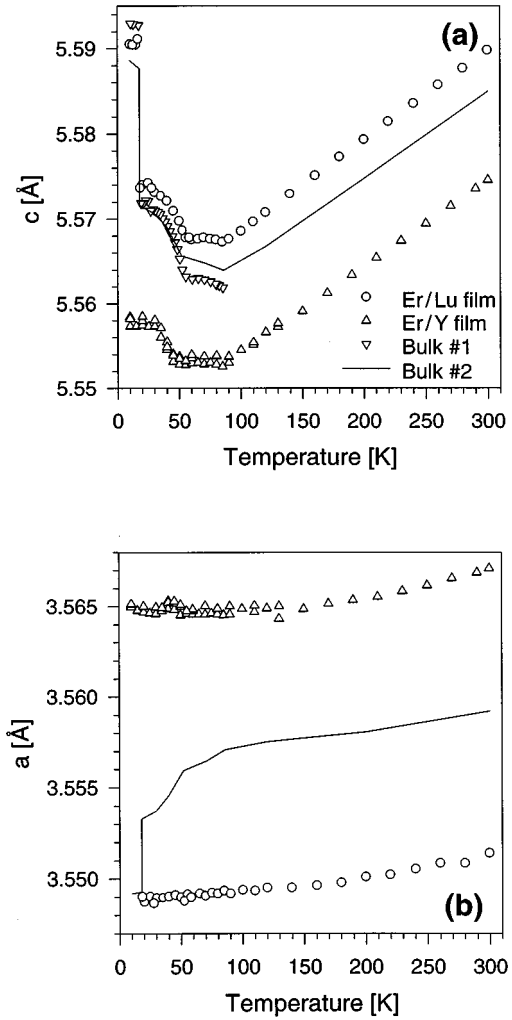 (a)
5.59
5.58
5.57
5.56
5.55
c [Å]
Er/Lu film
Er/Y film
Bulk #1
Bulk #2
0 50 100 150 200 250 300
Temperature [K]
3.565
3.560
3.555
3.550
a [Å]
(b)
0 50 100 150 200 250 300
Temperature [K]